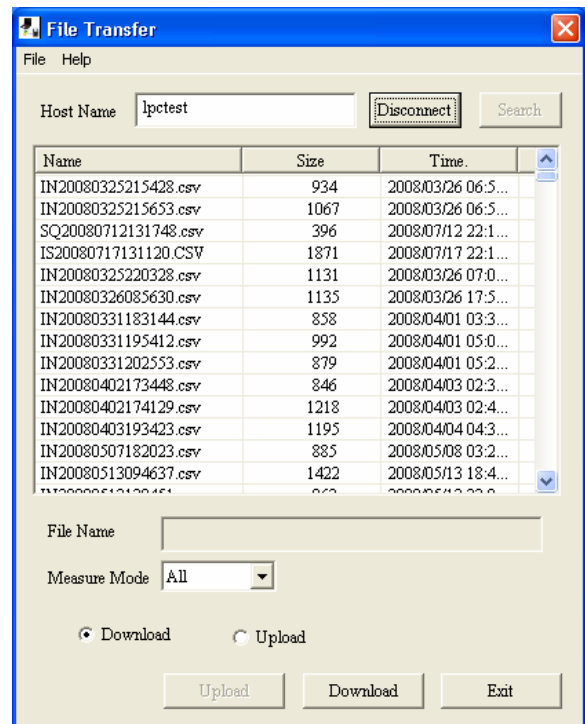 File Transfer
File Help
Host Name lpctest Disconnect Search
Name Size Time.
IN20080325215428.csv 934 2008/03/26 06:5...
IN20080325215653.csv 1067 2008/03/26 06:5...
SQ20080712131748.csv 396 2008/07/12 22:1...
IS20080717131120.CSV 1871 2008/07/17 22:1...
IN20080325220328.csv 1131 2008/03/26 07:0...
IN20080326085630.csv 1135 2008/03/26 17:5...
IN20080331183144.csv 858 2008/04/01 03:3...
IN20080331195412.csv 992 2008/04/01 05:0...
IN20080331202553.csv 879 2008/04/01 05:2...
IN20080402173448.csv 846 2008/04/03 02:3...
IN20080402174129.csv 1218 2008/04/03 02:4...
IN20080403193423.csv 1195 2008/04/04 04:3...
IN20080507182023.csv 885 2008/05/08 03:2...
IN20080513094637.csv 1422 2008/05/13 18:4...
File Name
Measure Mode All
Download Upload
Upload Download Exit